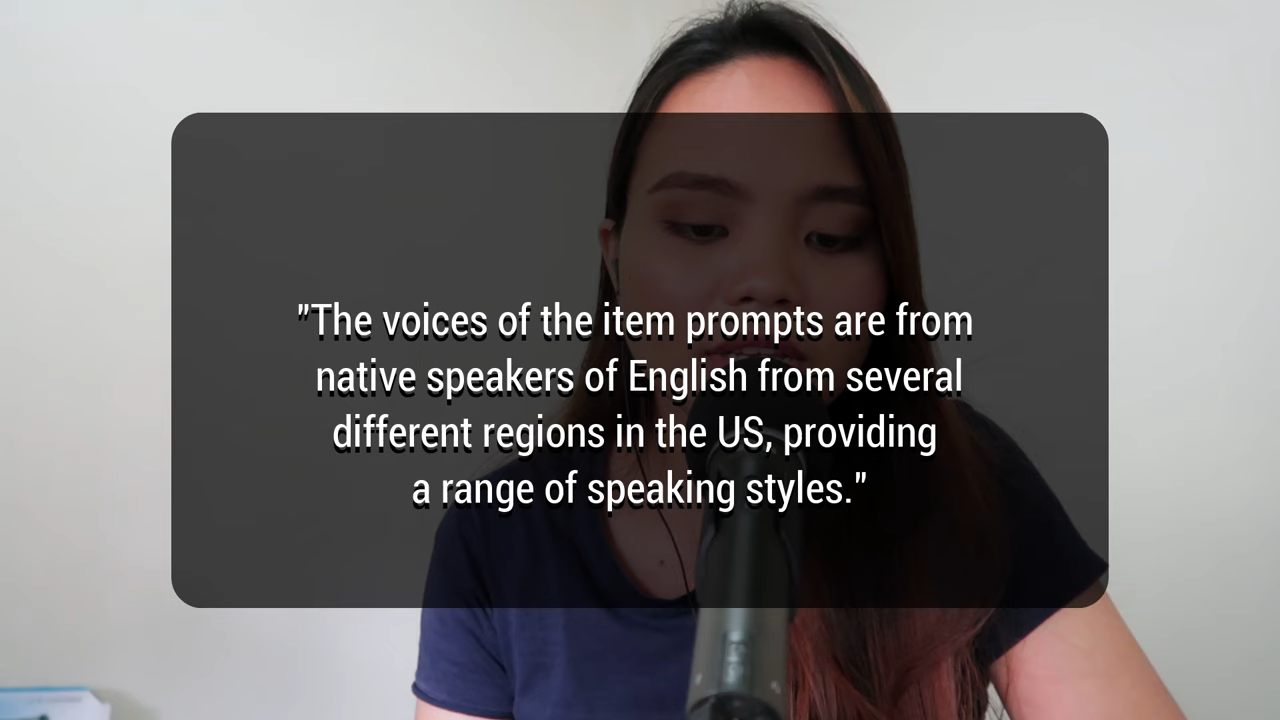 "The voices of the item prompts are from
native speakers of English from several
different regions in the US, providing
a range of speaking styles."